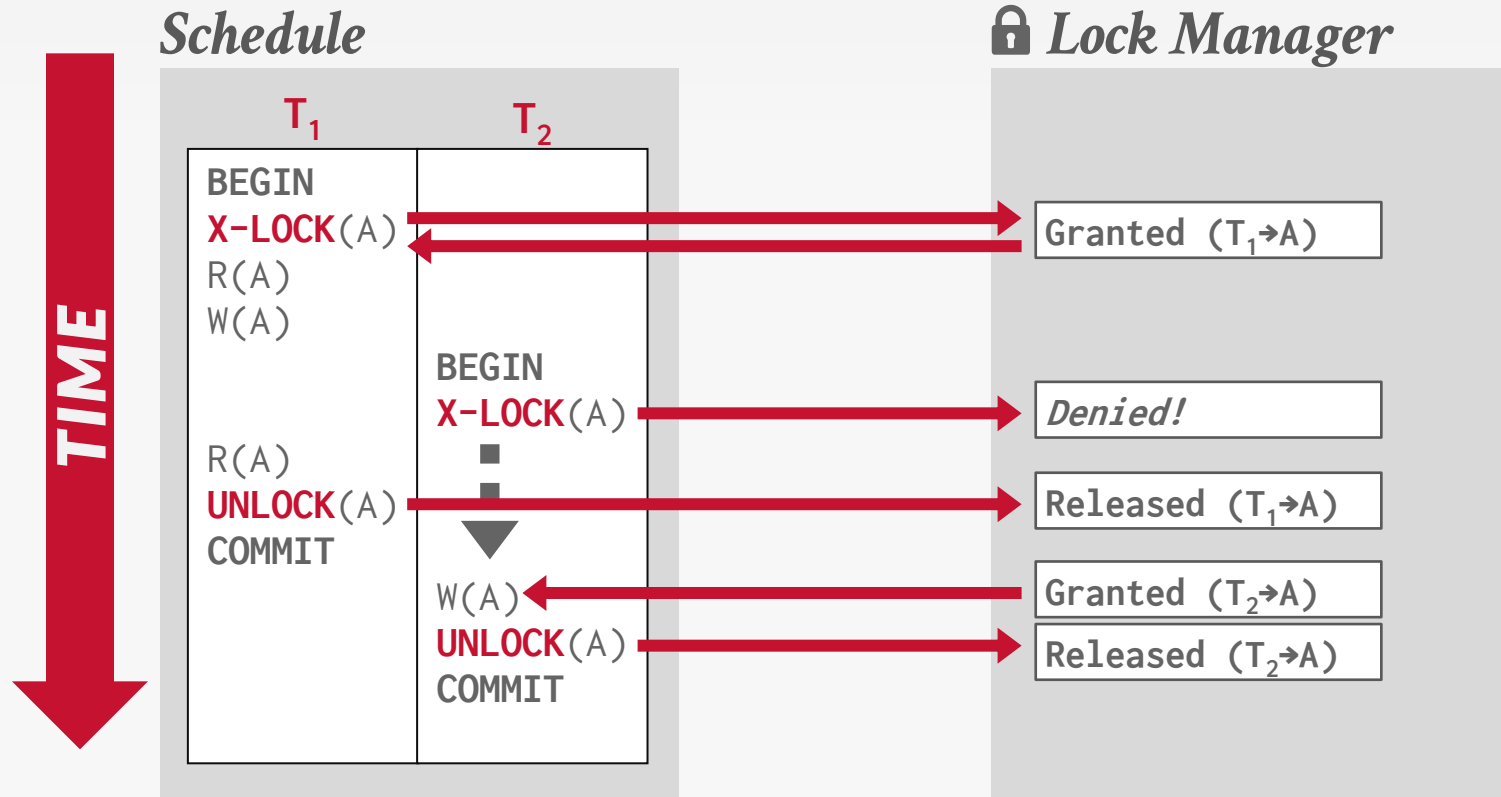 Schedule
Lock Manager
TIME
T₁
T₂
BEGIN
X-LOCK(A)
R(A)
W(A)
BEGIN
X-LOCK(A)
R(A)
UNLOCK(A)
COMMIT
W(A)
UNLOCK(A)
COMMIT
Granted (T₁→A)
Denied!
Released (T₁→A)
Granted (T₂→A)
Released (T₂→A)